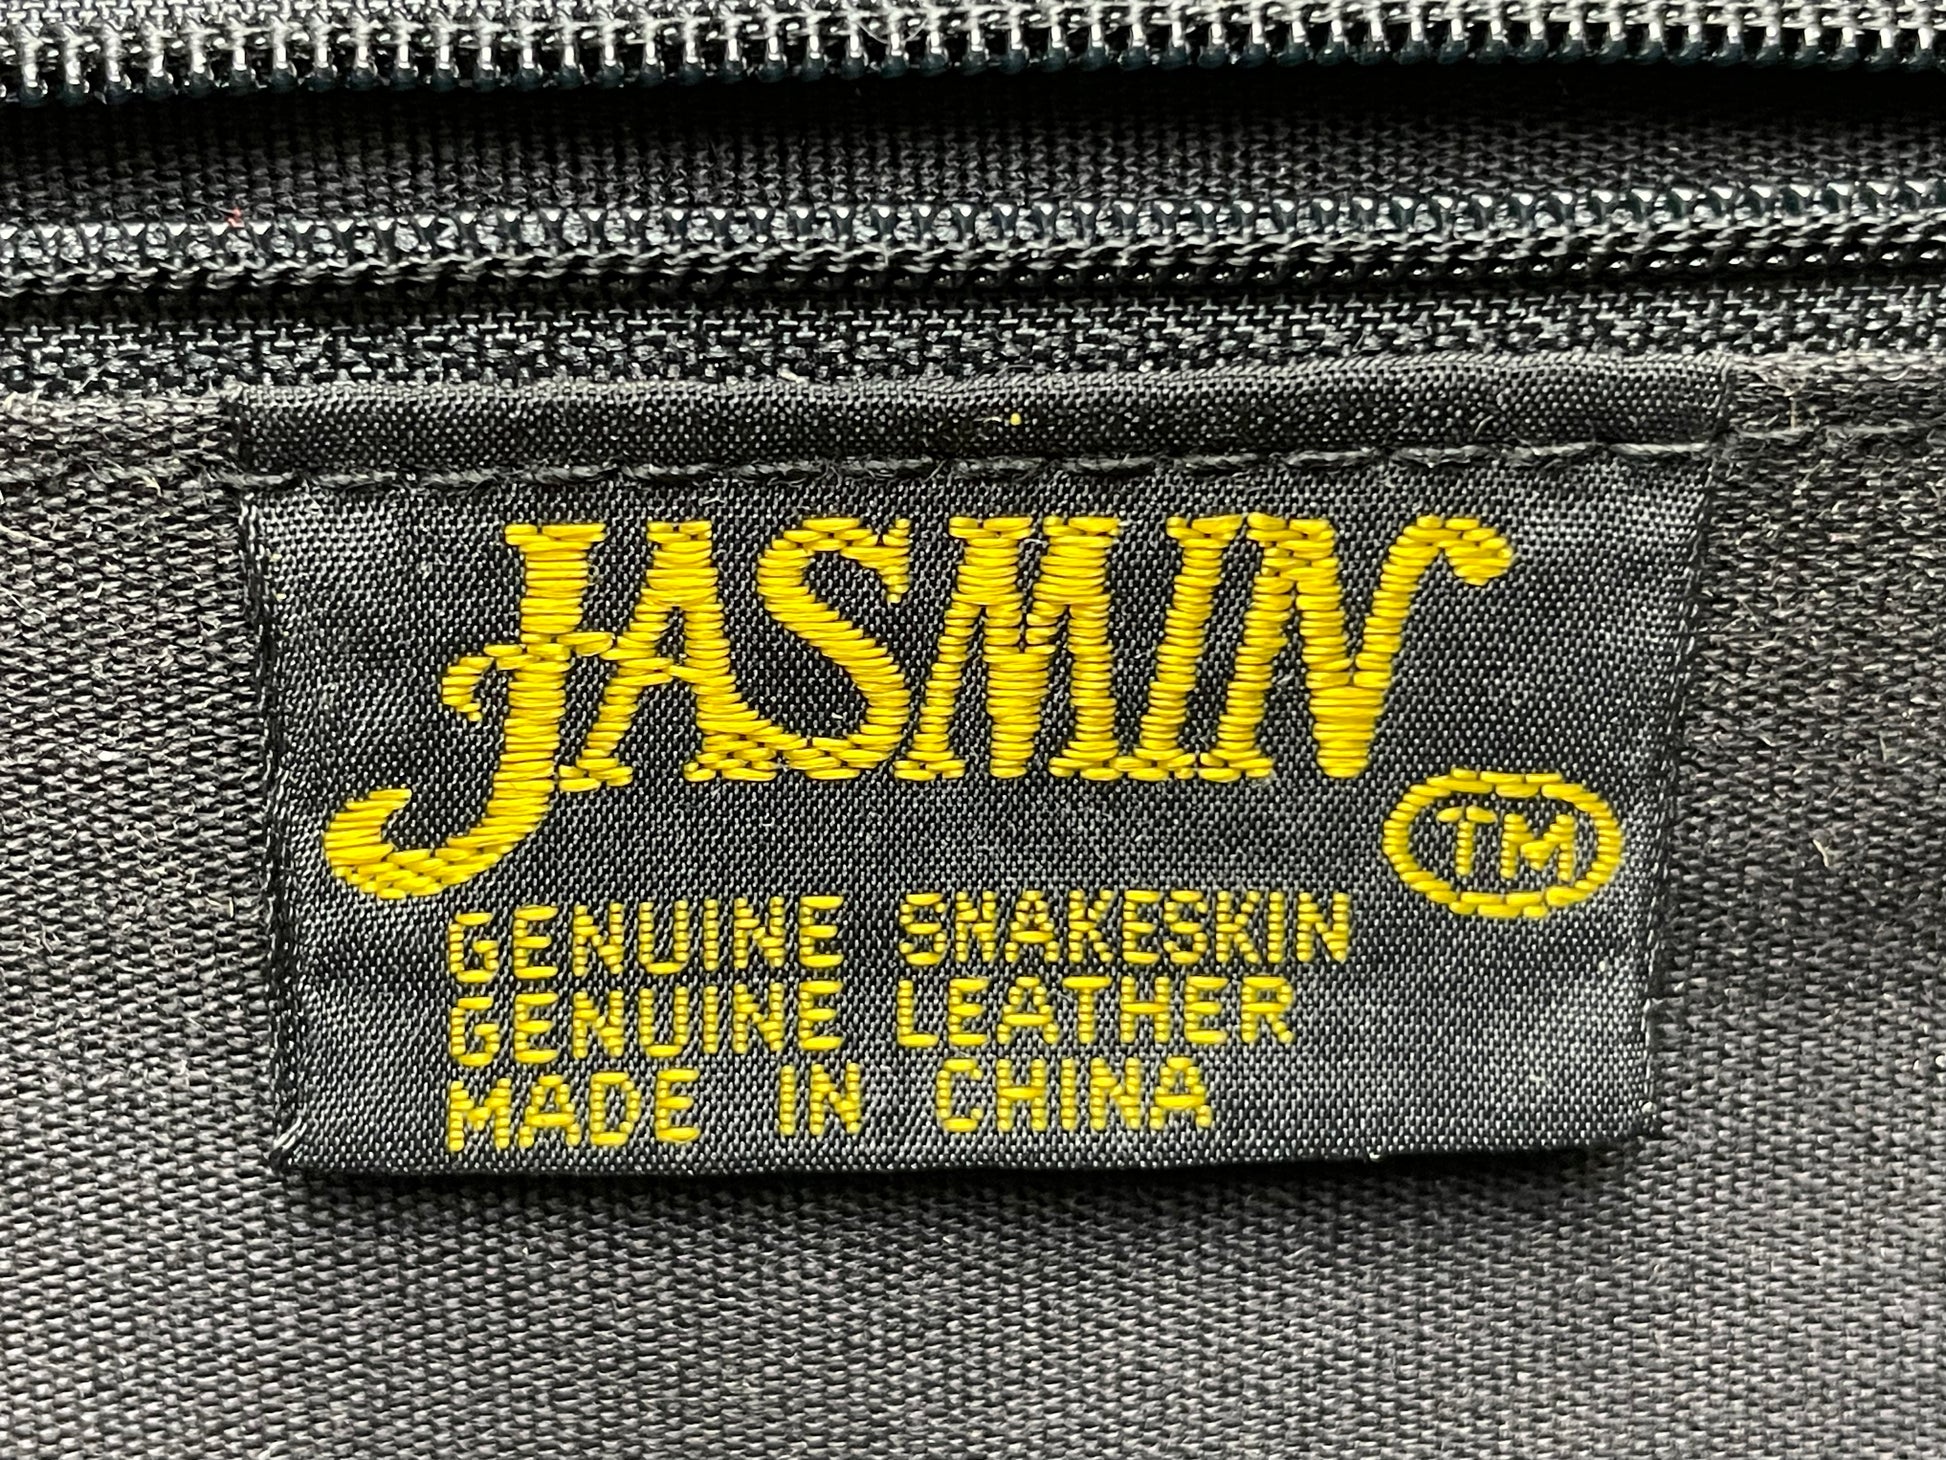 JASMIN
TM
GENUINE SNAKESKIN
GENUINE LEATHER
MADE IN CHINA